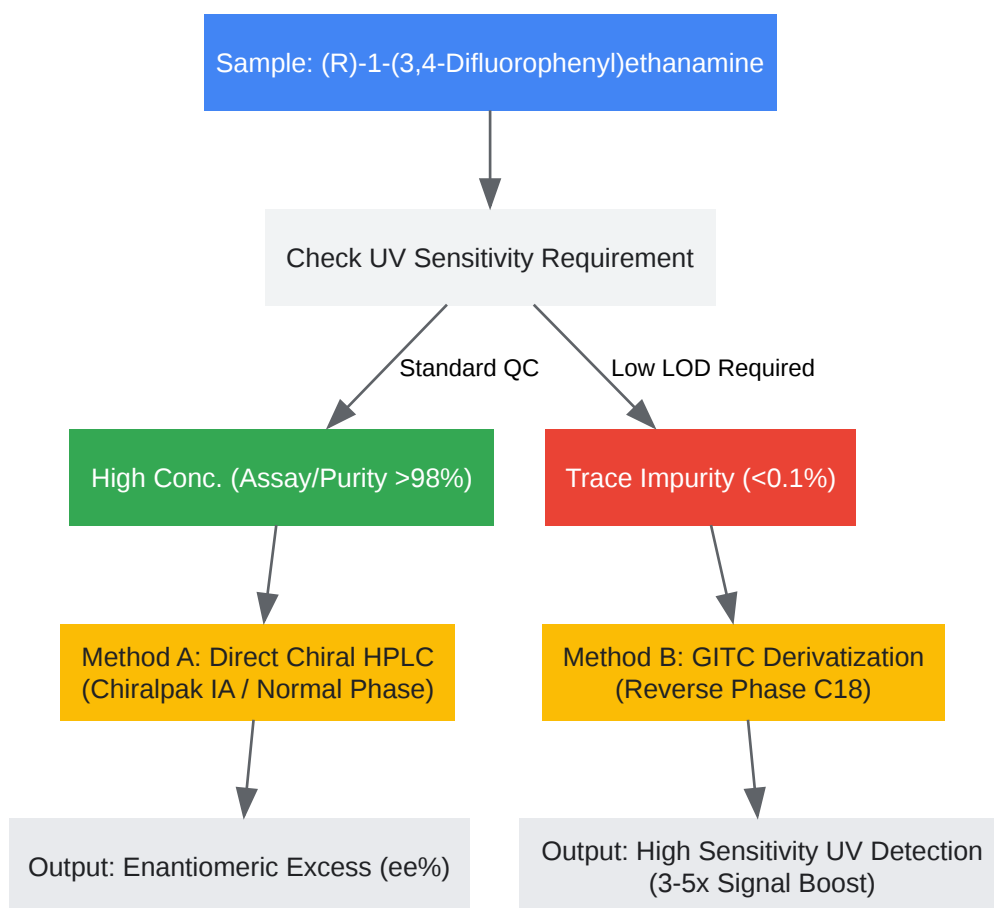 Sample: (R)-1-(3,4-Difluorophenyl)ethanamine
Check UV Sensitivity Requirement
Standard QC
Low LOD Required
High Conc. (Assay/Purity >98%)
Trace Impurity (<0.1%)
Method A: Direct Chiral HPLC
(Chiralpak IA / Normal Phase)
Method B: GITC Derivatization
(Reverse Phase C18)
Output: Enantiomeric Excess (ee%)
Output: High Sensitivity UV Detection
(3-5x Signal Boost)